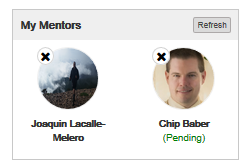 My Mentors
Refresh
Joaquin Lacalle-
Melero
Chip Baber
(Pending)